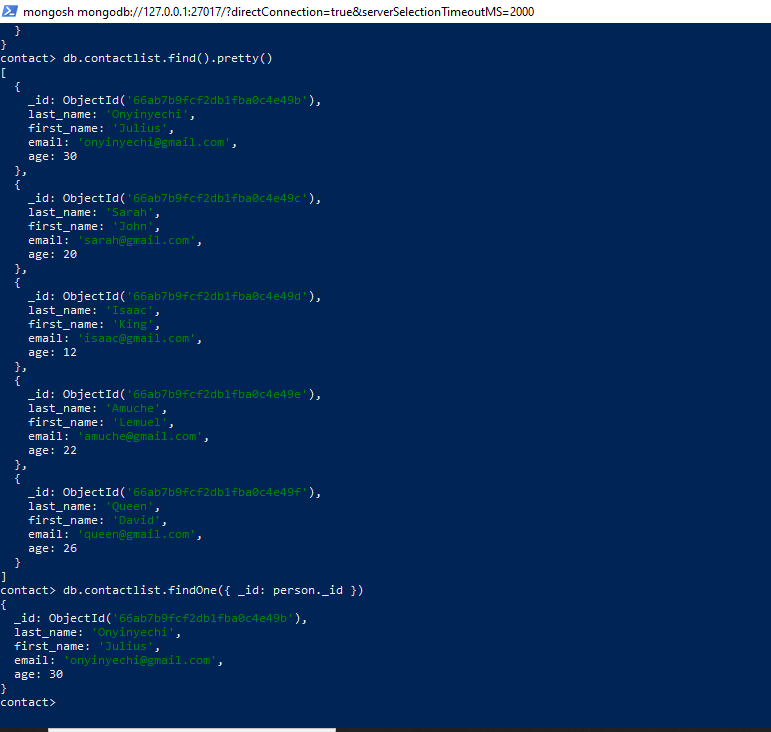 mongosh mongodb://127.0.0.1:27017/?directConnection=true&serverSelectionTimeoutMS=2000
}
}
contact> db.contactlist.find().pretty()
[
{
_id: ObjectId('66ab7b9fcf2db1fba0c4e49b'),
last_name: 'Onyinyechi',
first_name: 'Julius',
email: 'onyinyechi@gmail.com',
age: 30
},
{
_id: ObjectId('66ab7b9fcf2db1fba0c4e49c'),
last_name: 'Sarah',
first_name: 'John',
email: 'sarah@gmail.com',
age: 20
},
{
_id: ObjectId('66ab7b9fcf2db1fba0c4e49d'),
last_name: 'Isaac',
first_name: 'King',
email: 'isaac@gmail.com',
age: 12
},
{
_id: ObjectId('66ab7b9fcf2db1fba0c4e49e'),
last_name: 'Amuche',
first_name: 'Lemuel',
email: 'amuche@gmail.com',
age: 22
},
{
_id: ObjectId('66ab7b9fcf2db1fba0c4e49f'),
last_name: 'Queen',
first_name: 'David',
email: 'queen@gmail.com',
age: 26
}
]
contact> db.contactlist.findOne({ _id: person._id })
{
_id: ObjectId('66ab7b9fcf2db1fba0c4e49b'),
last_name: 'Onyinyechi',
first_name: 'Julius',
email: 'onyinyechi@gmail.com',
age: 30
}
contact>